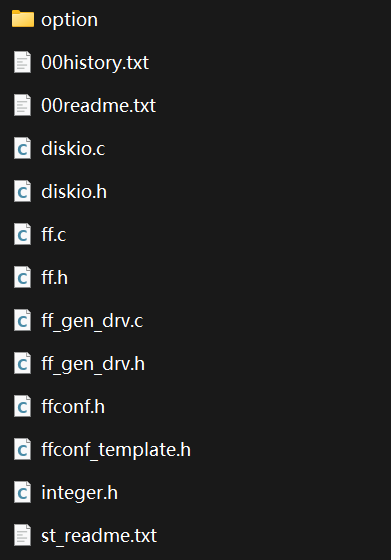 option
00history.txt
00readme.txt
diskio.c
diskio.h
ff.c
ff.h
ff_gen_drv.c
ff_gen_drv.h
ffconf.h
ffconf_template.h
integer.h
st_readme.txt